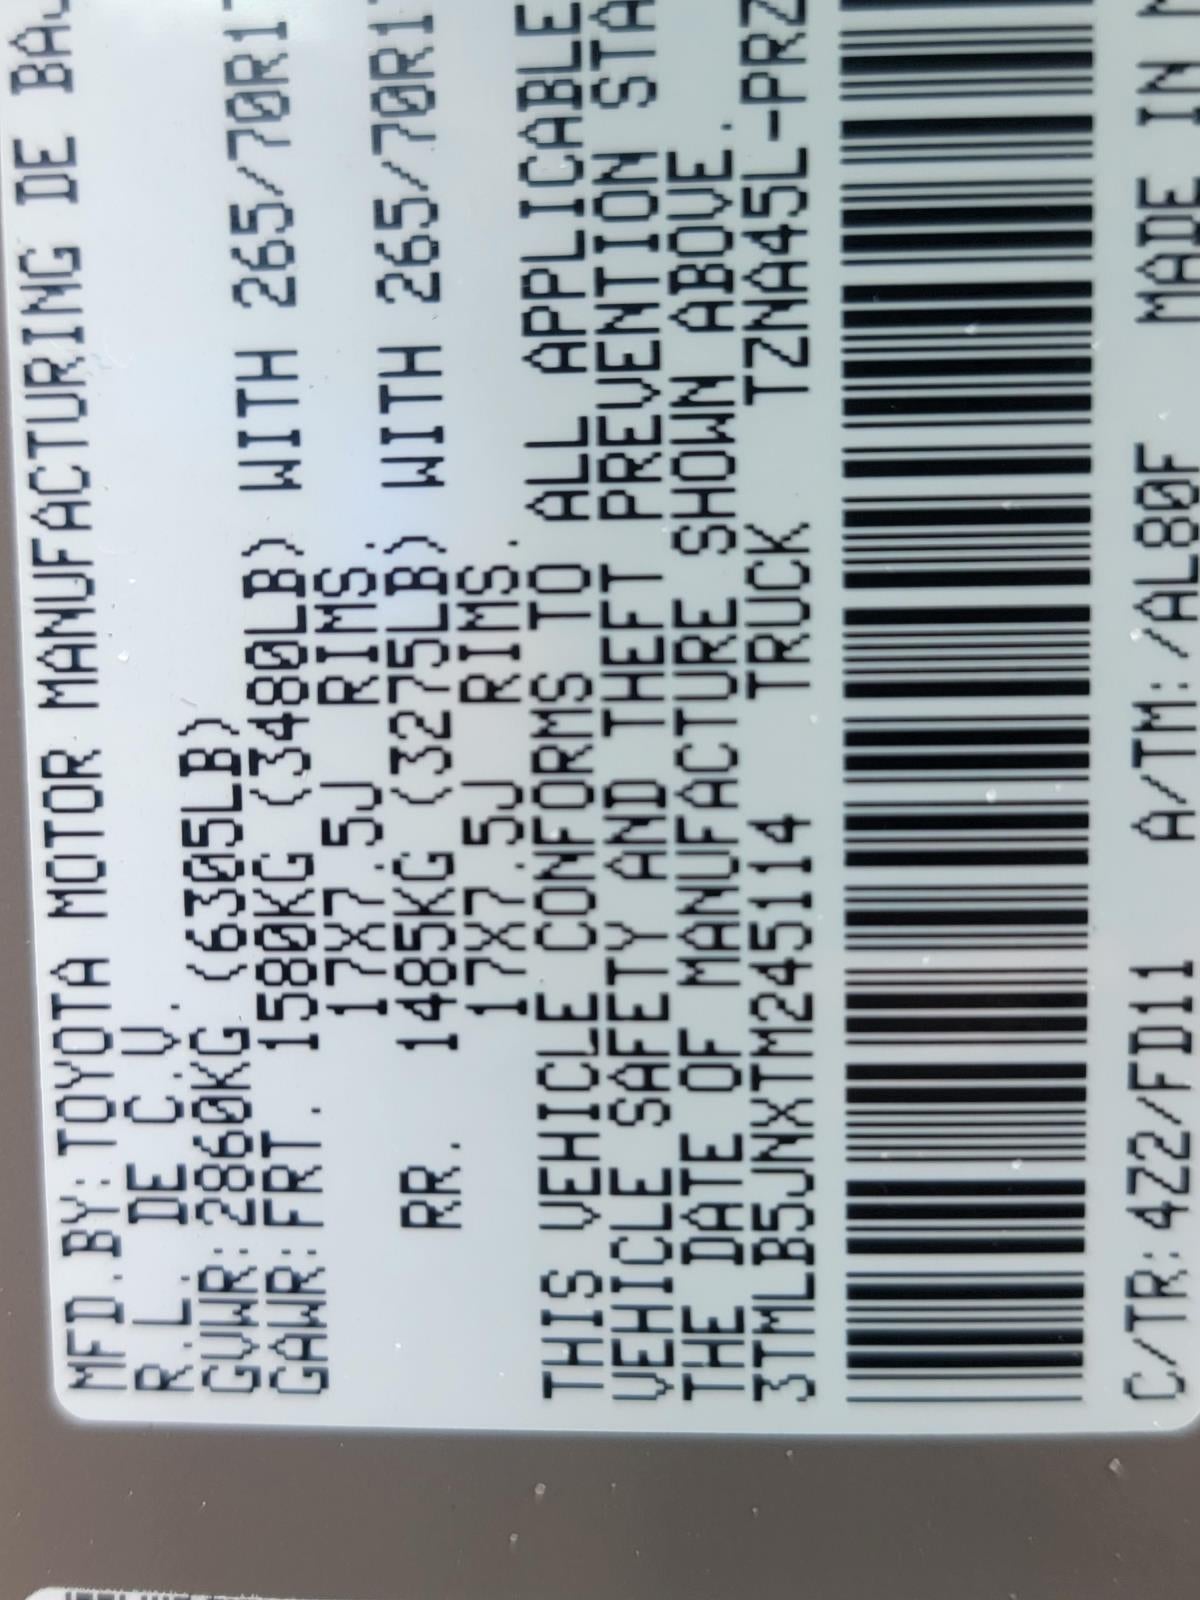 MFD.BY:TOYOTA MOTOR MANUFACTURING DE BAJ
R.L. DE C.V.
GVWR:2860KG (6305LB)
GAWR:FRT. 1580KG (3480LB) WITH 265/70R1
17X7.5J RIMS,
RR. 1485KG (3275LB) WITH 265/70R1
17X7.5J RIMS.
THIS VEHICLE CONFORMS TO ALL APPLICABLE
VEHICLE SAFETY AND THEFT PREVENTION STA
THE DATE OF MANUFACTURE SHOWN ABOVE.
3TMLB5JNXTM245114 TRUCK TZNA45L-PRZ
C/TR:4Z2/FD11 A/TM:/AL80F MADE IN M